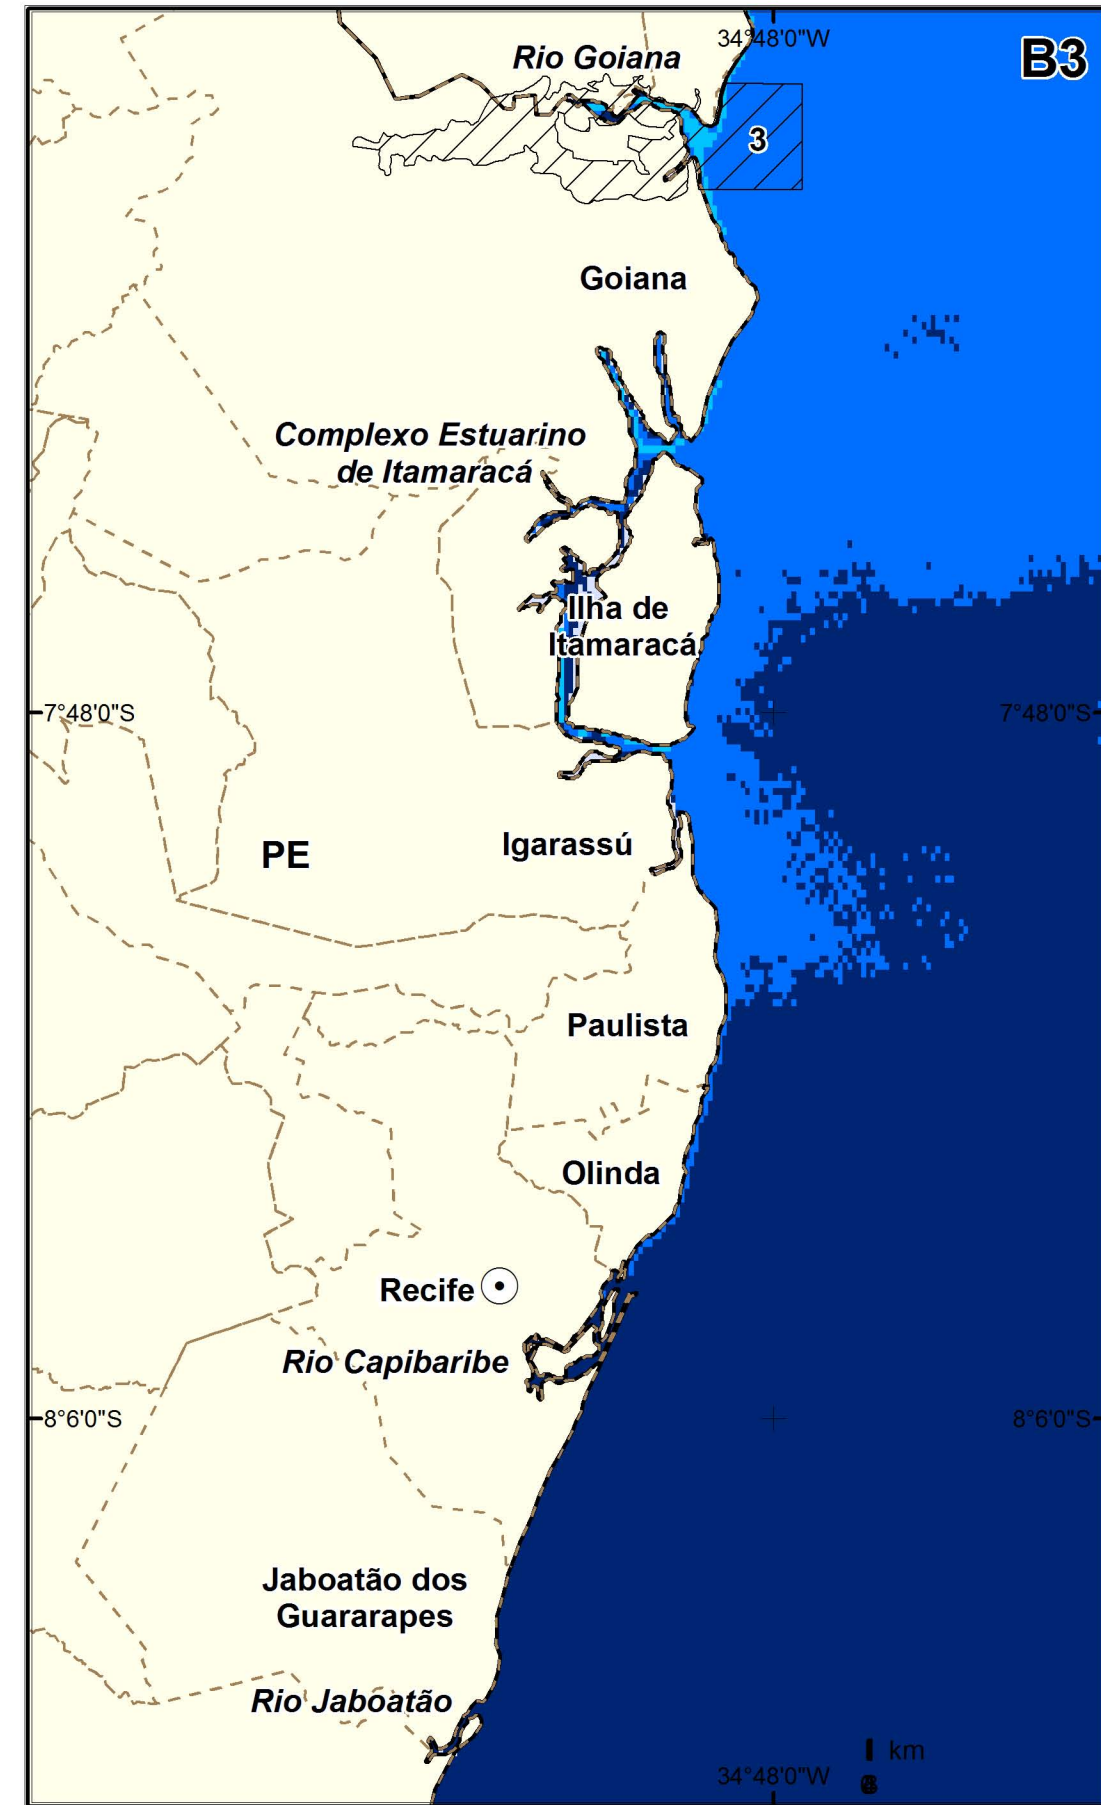 34°48'0"W
B3
Rio Goiana
3
Goiana
Complexo Estuarino
de Itamaracá
Ilha de
Itamaracá
7°48'0"S
7°48'0"S
Igarassú
PE
Paulista
Olinda
Recife
Rio Capibaribe
8°6'0"S
8°6'0"S
Jaboatão dos
Guararapes
Rio Jaboatão
km
34°48'0"W